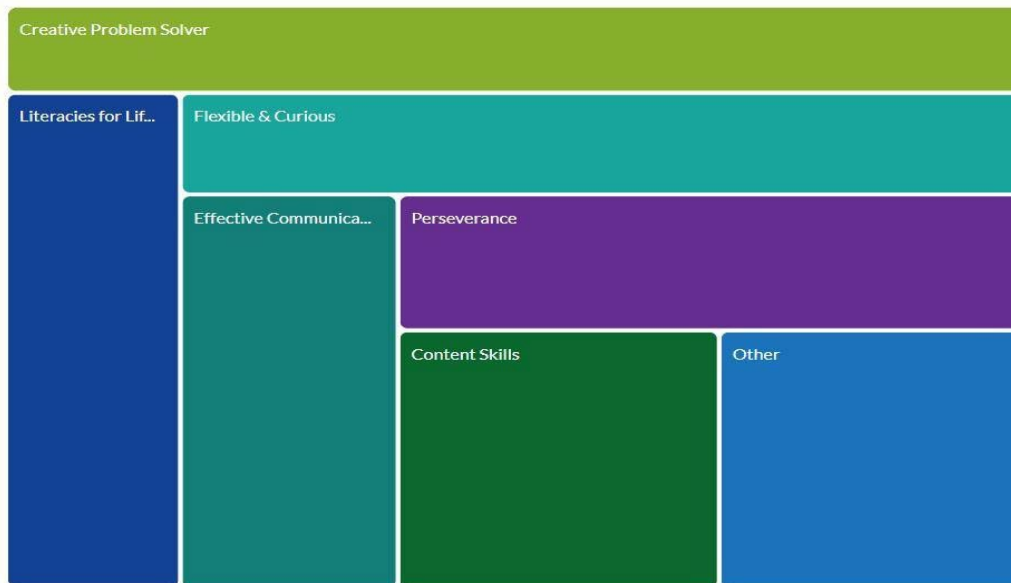 Creative Problem Solver
Literacies for Lif...
Flexible & Curious
Effective Communica...
Perseverance
Content Skills
Other